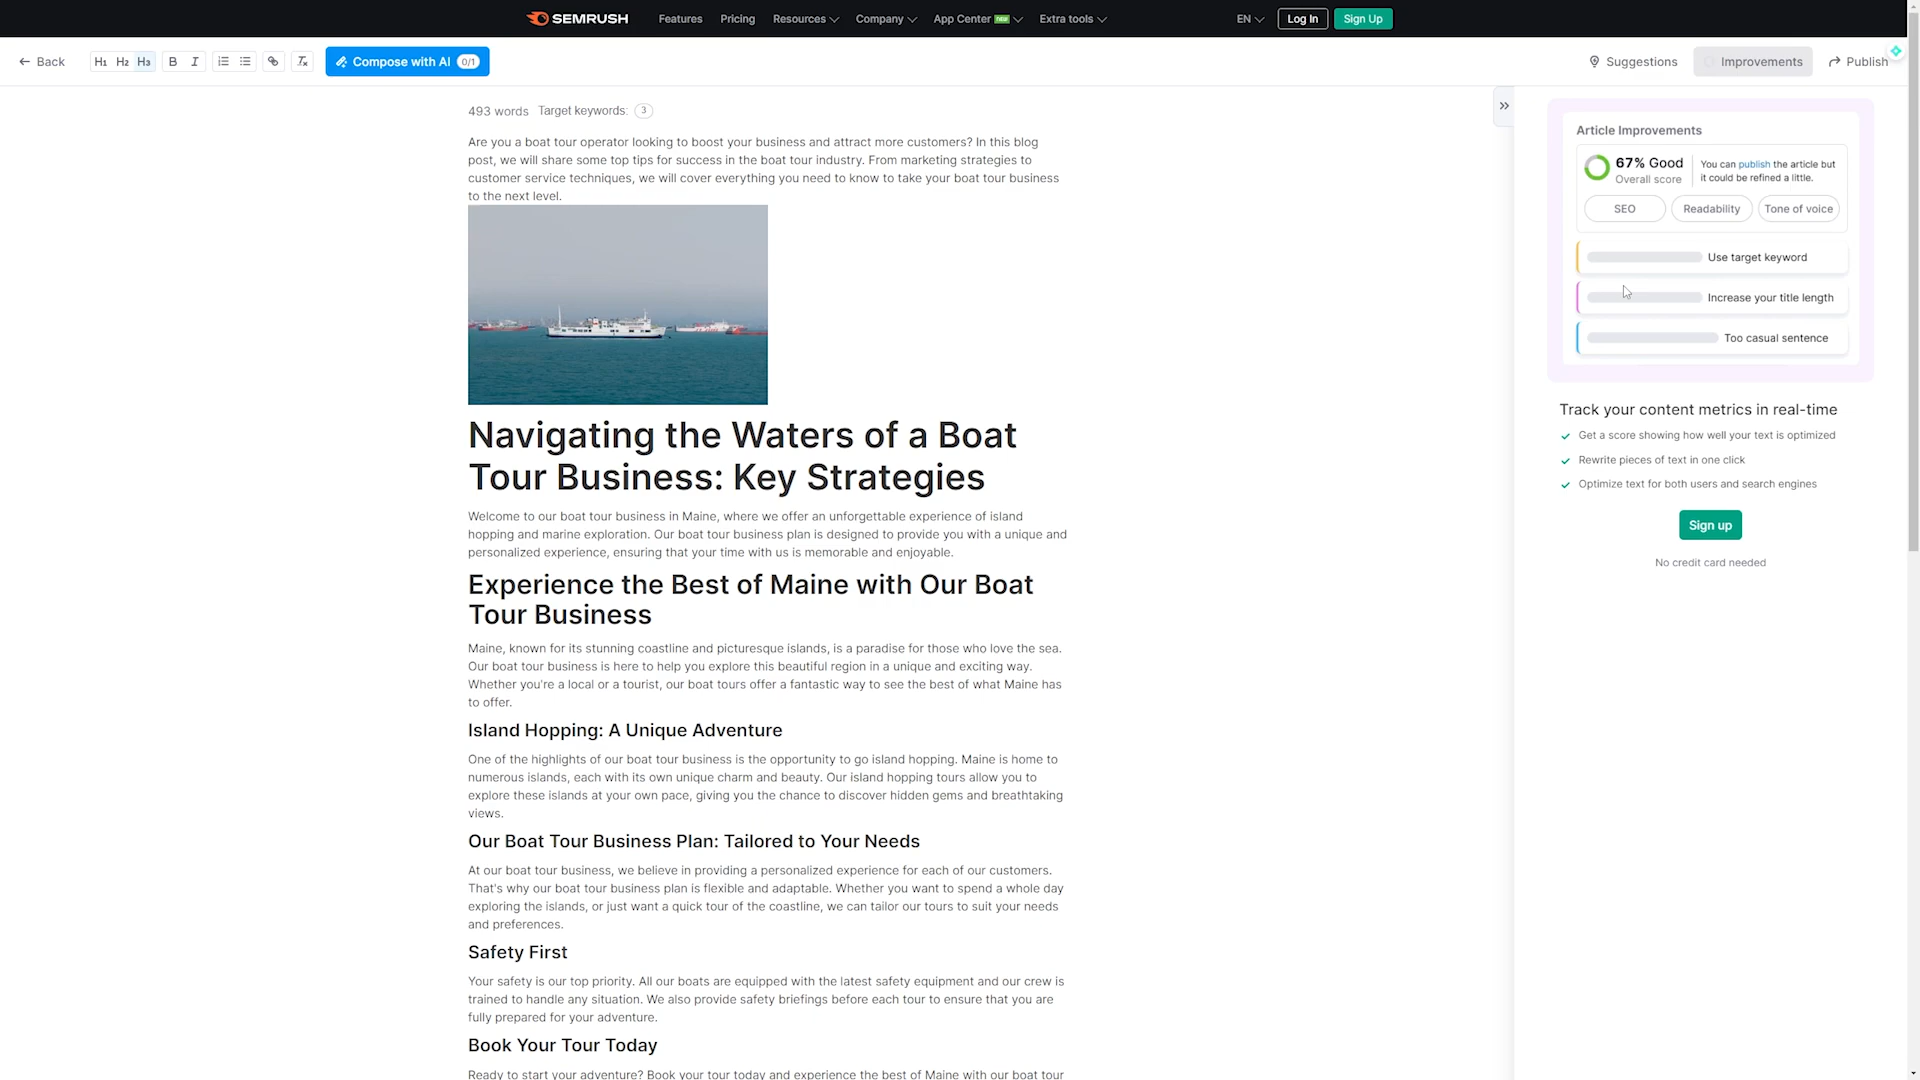 SEMRUSH Features Pricing Resources Company App Center NEW Extra tools EN Log In Sign Up
Back H1 H2 H3 B I Compose with AI 0/1 Suggestions Improvements Publish
493 words Target keywords: 3
Are you a boat tour operator looking to boost your business and attract more customers? In this blog
post, we will share some top tips for success in the boat tour industry. From marketing strategies to
customer service techniques, we will cover everything you need to know to take your boat tour business
to the next level.
Navigating the Waters of a Boat
Tour Business: Key Strategies
Welcome to our boat tour business in Maine, where we offer an unforgettable experience of island
hopping and marine exploration. Our boat tour business plan is designed to provide you with a unique and
personalized experience, ensuring that your time with us is memorable and enjoyable.
Experience the Best of Maine with Our Boat
Tour Business
Maine, known for its stunning coastline and picturesque islands, is a paradise for those who love the sea.
Our boat tour business is here to help you explore this beautiful region in a unique and exciting way.
Whether you're a local or a tourist, our boat tours offer a fantastic way to see the best of what Maine has
to offer.
Island Hopping: A Unique Adventure
One of the highlights of our boat tour business is the opportunity to go island hopping. Maine is home to
numerous islands, each with its own unique charm and beauty. Our island hopping tours allow you to
explore these islands at your own pace, giving you the chance to discover hidden gems and breathtaking
views.
Our Boat Tour Business Plan: Tailored to Your Needs
At our boat tour business, we believe in providing a personalized experience for each of our customers.
That's why our boat tour business plan is flexible and adaptable. Whether you want to spend a whole day
exploring the islands, or just want a quick tour of the coastline, we can tailor our tours to suit your needs
and preferences.
Safety First
Your safety is our top priority. All our boats are equipped with the latest safety equipment and our crew is
trained to handle any situation. We also provide safety briefings before each tour to ensure that you are
fully prepared for your adventure.
Book Your Tour Today
Ready to start your adventure? Book your tour today and experience the best of Maine with our boat tour
Article Improvements
67% Good
Overall score
You can publish the article but
it could be refined a little.
SEO Readability Tone of voice
Use target keyword
Increase your title length
Too casual sentence
Track your content metrics in real-time
Get a score showing how well your text is optimized
Rewrite pieces of text in one click
Optimize text for both users and search engines
Sign up
No credit card needed